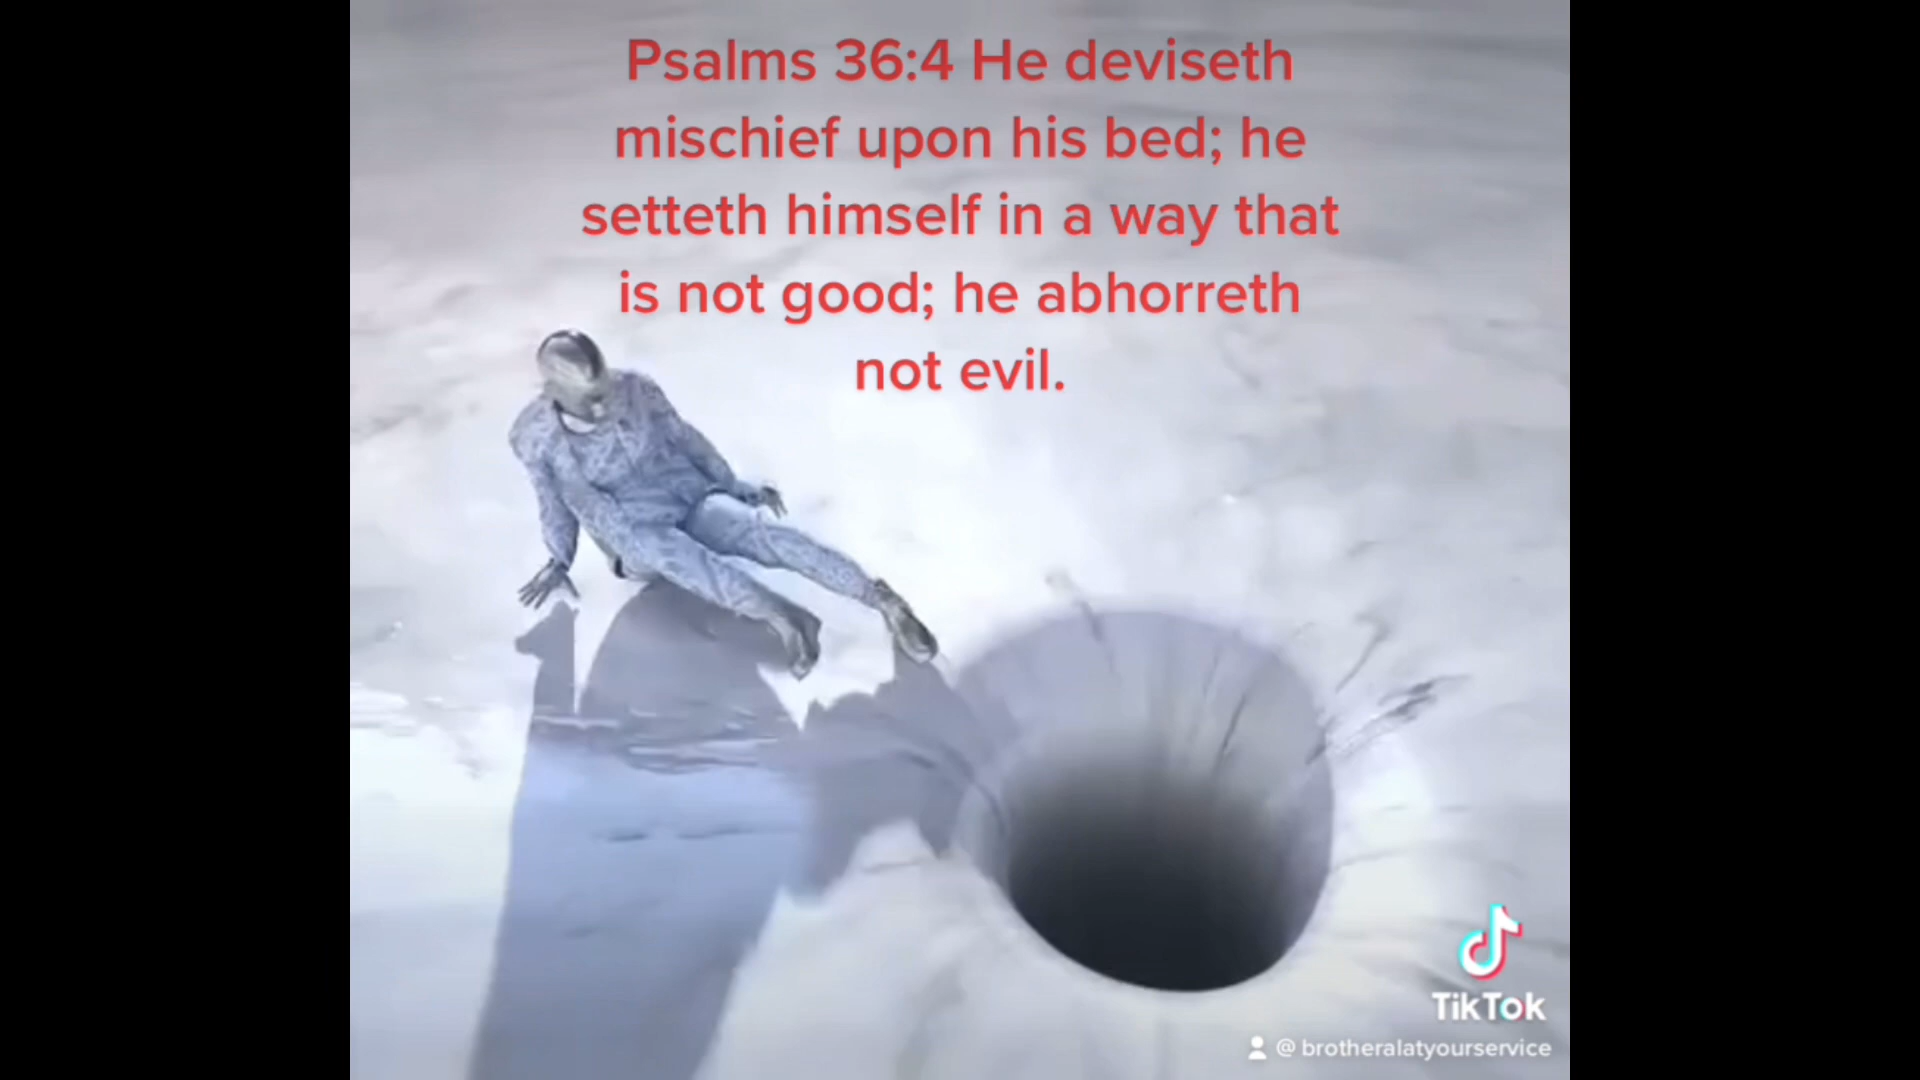 Psalms 36:4 He deviseth
mischief upon his bed; he
setteth himself in a way that
is not good; he abhorreth
not evil.
TikTok
@ brotheralatyourservice